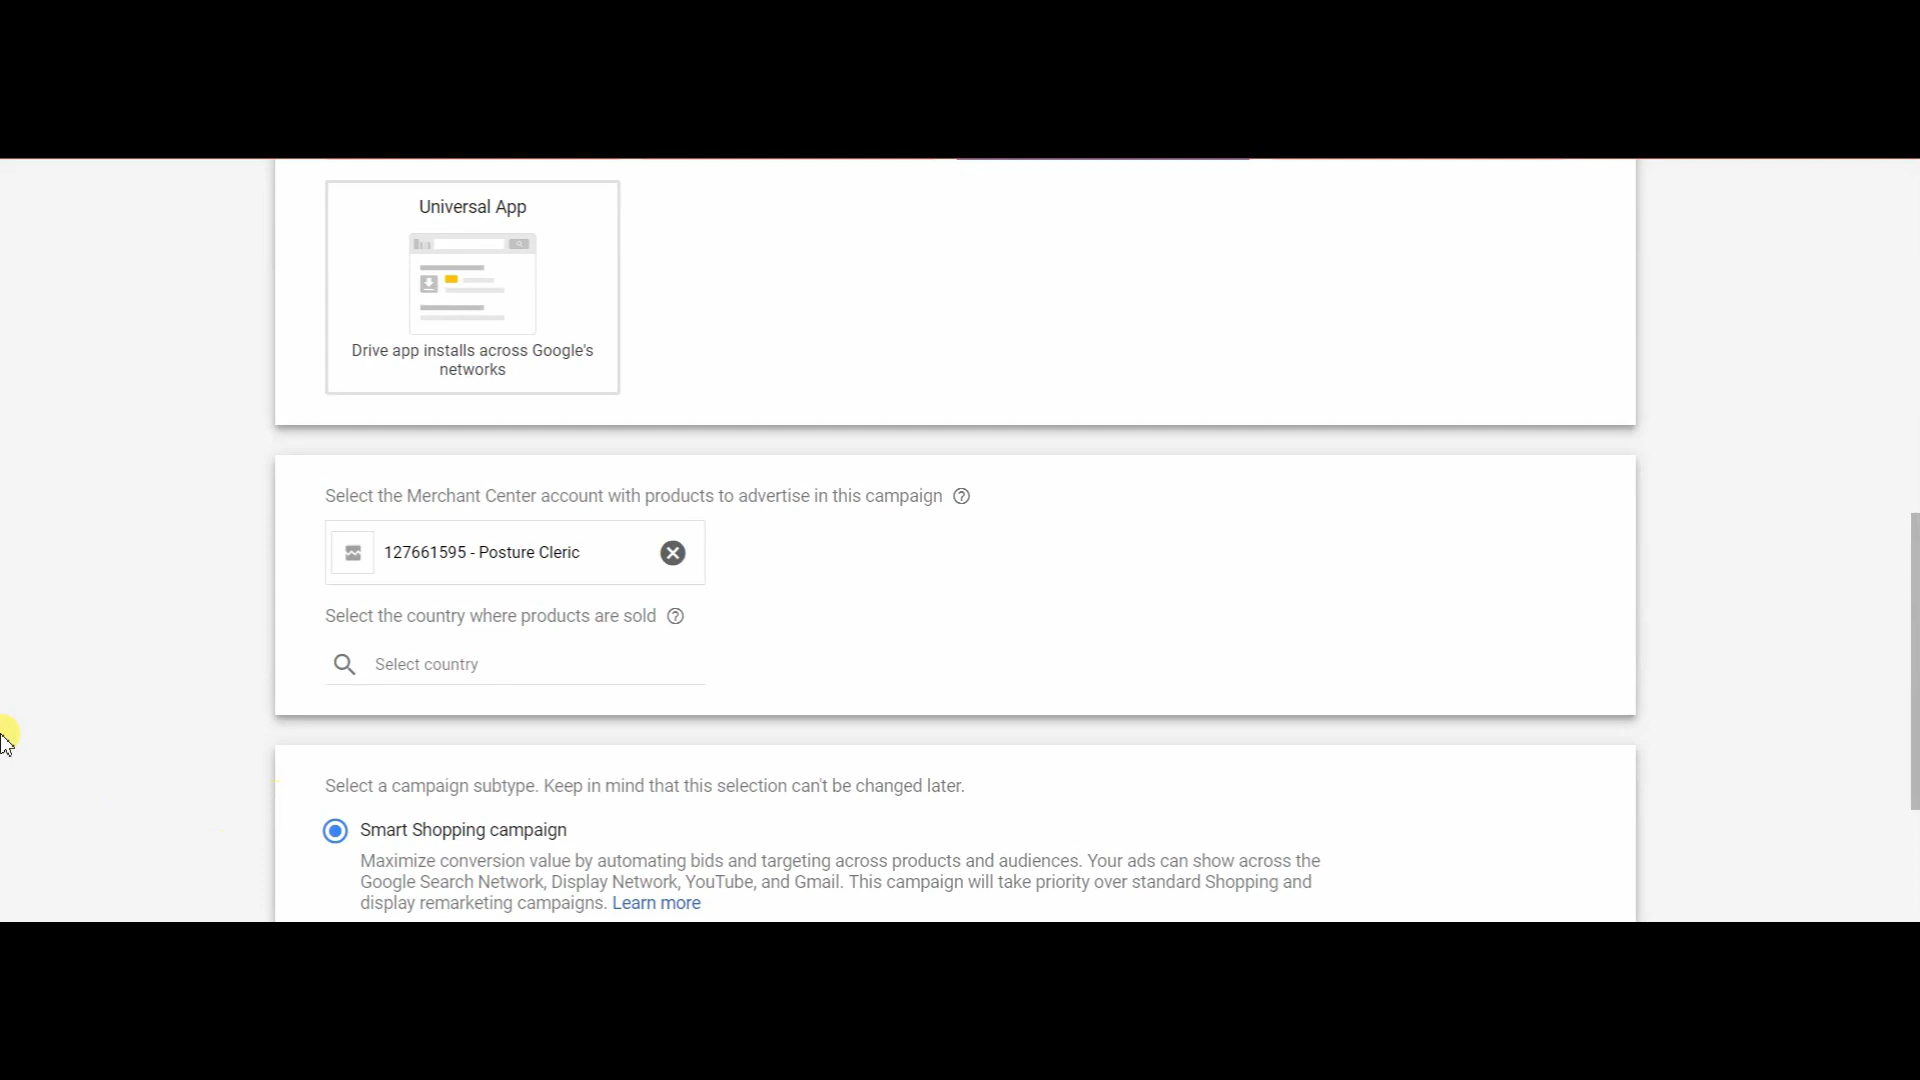 Universal App
Drive app installs across Google's
networks
Select the Merchant Center account with products to advertise in this campaign
127661595 - Posture Cleric
Select the country where products are sold
Select country
Select a campaign subtype. Keep in mind that this selection can't be changed later.
Smart Shopping campaign
Maximize conversion value by automating bids and targeting across products and audiences. Your ads can show across the
Google Search Network, Display Network, YouTube, and Gmail. This campaign will take priority over standard Shopping and
display remarketing campaigns. Learn more